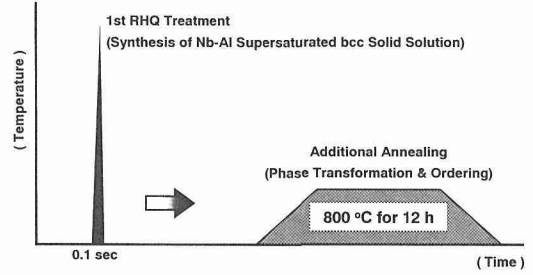 1st RHQ Treatment
(Synthesis of Nb-Al Supersaturated bcc Solid Solution)
( Temperature )
Additional Annealing
(Phase Transformation & Ordering)
800 ºC for 12 h
0.1 sec
( Time )